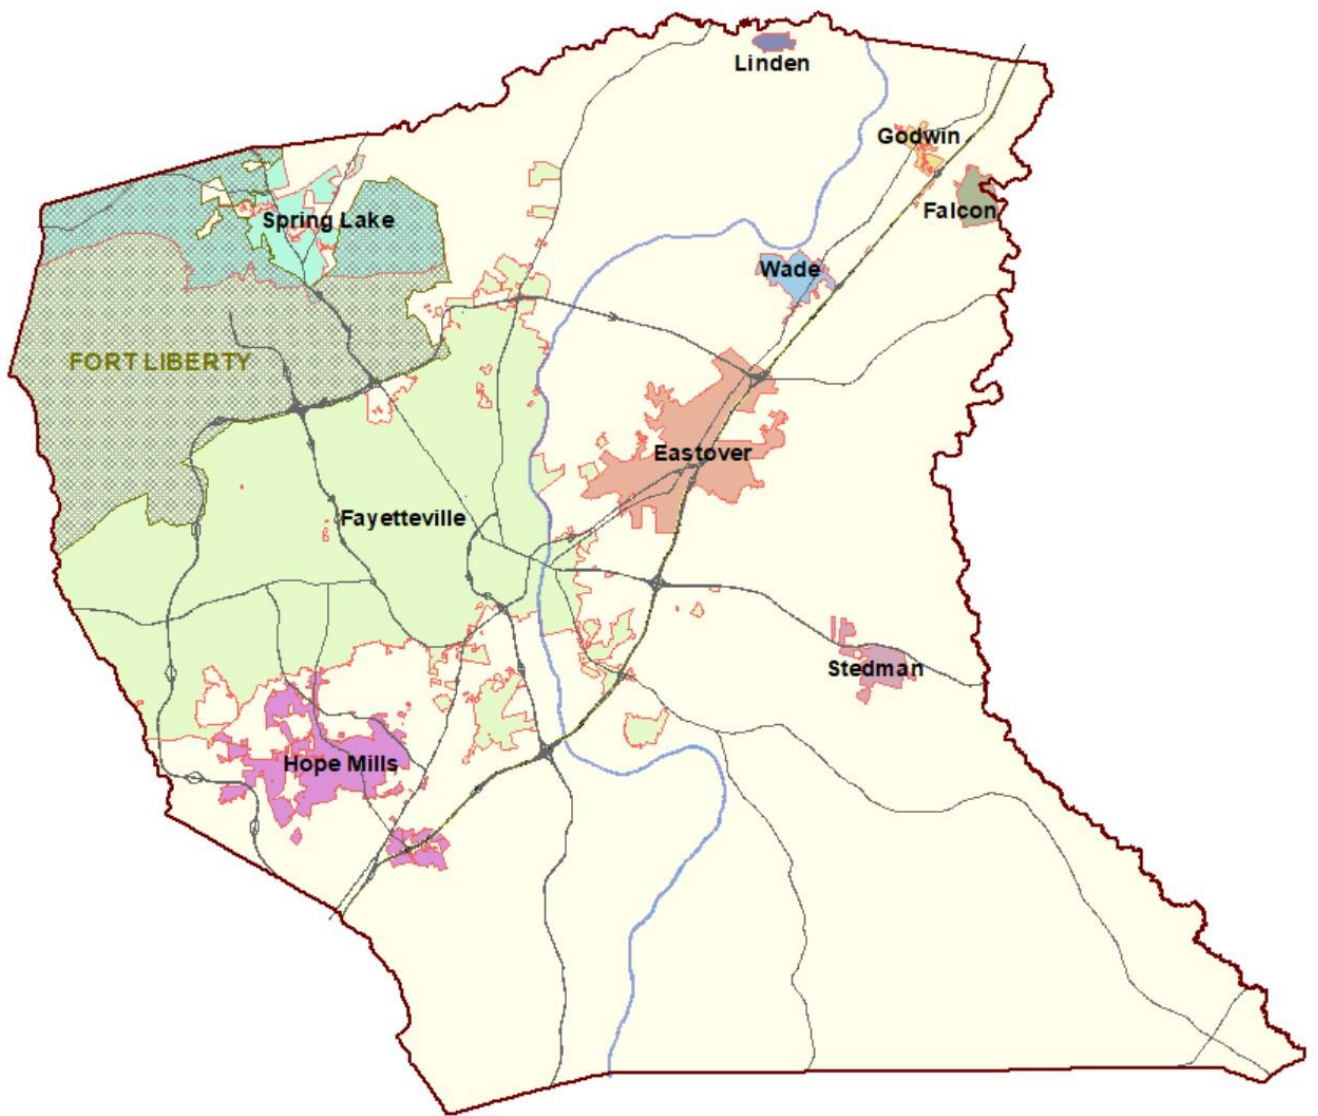 Linden
Godwin
Falcon
Spring Lake
Wade
FORT LIBERTY
Eastover
Fayetteville
Stedman
Hope Mills